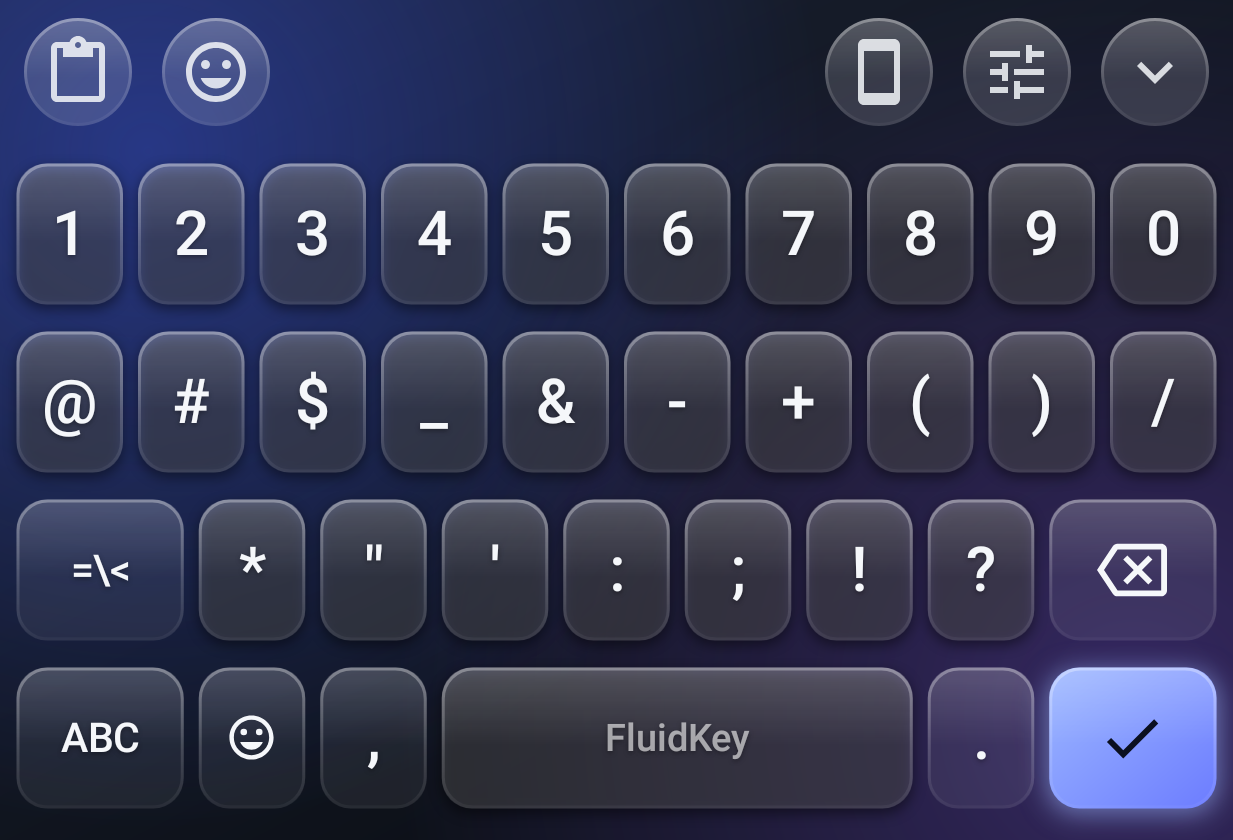 1 2 3 4 5 6 7 8 9 0
@ # $ _ & - + ( ) /
=\< * " ' : ; ! ?
ABC , FluidKey .